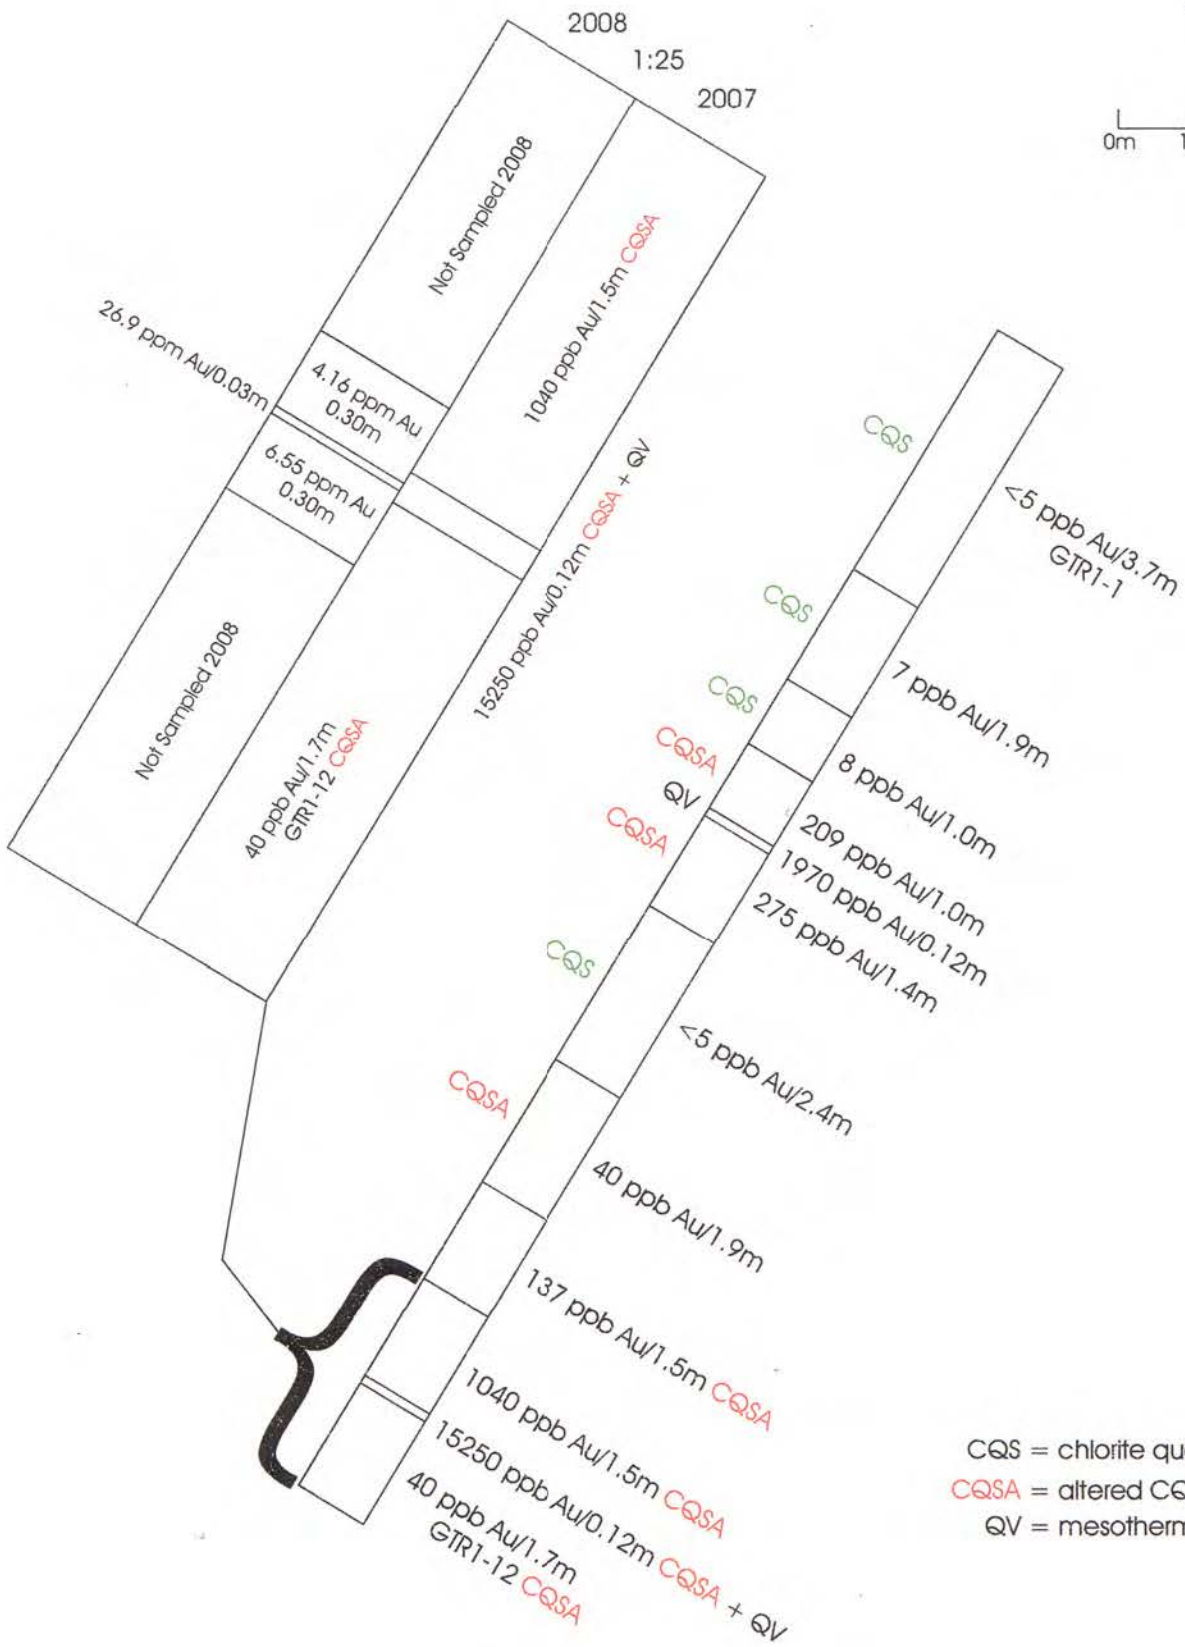 2008
1:25
2007
0m
Not Sampled 2008
1040 ppb Au/1.5m CQSA
26.9 ppm Au/0.03m
4.16 ppm Au
0.30m
6.55 ppm Au
0.30m
15250 ppb Au/0.12m CQSA + QV
Not Sampled 2008
40 ppb Au/1.7m
GTR1-12 CQSA
CQS
<5 ppb Au/3.7m
GTR1-1
CQS
7 ppb Au/1.9m
CQS
8 ppb Au/1.0m
CQSA
209 ppb Au/1.0m
QV
1970 ppb Au/0.12m
CQSA
275 ppb Au/1.4m
CQS
<5 ppb Au/2.4m
CQSA
40 ppb Au/1.9m
137 ppb Au/1.5m CQSA
1040 ppb Au/1.5m CQSA
15250 ppb Au/0.12m CQSA + QV
40 ppb Au/1.7m
GTR1-12 CQSA
CQS = chlorite qu
CQSA = altered CQ
QV = mesotherm